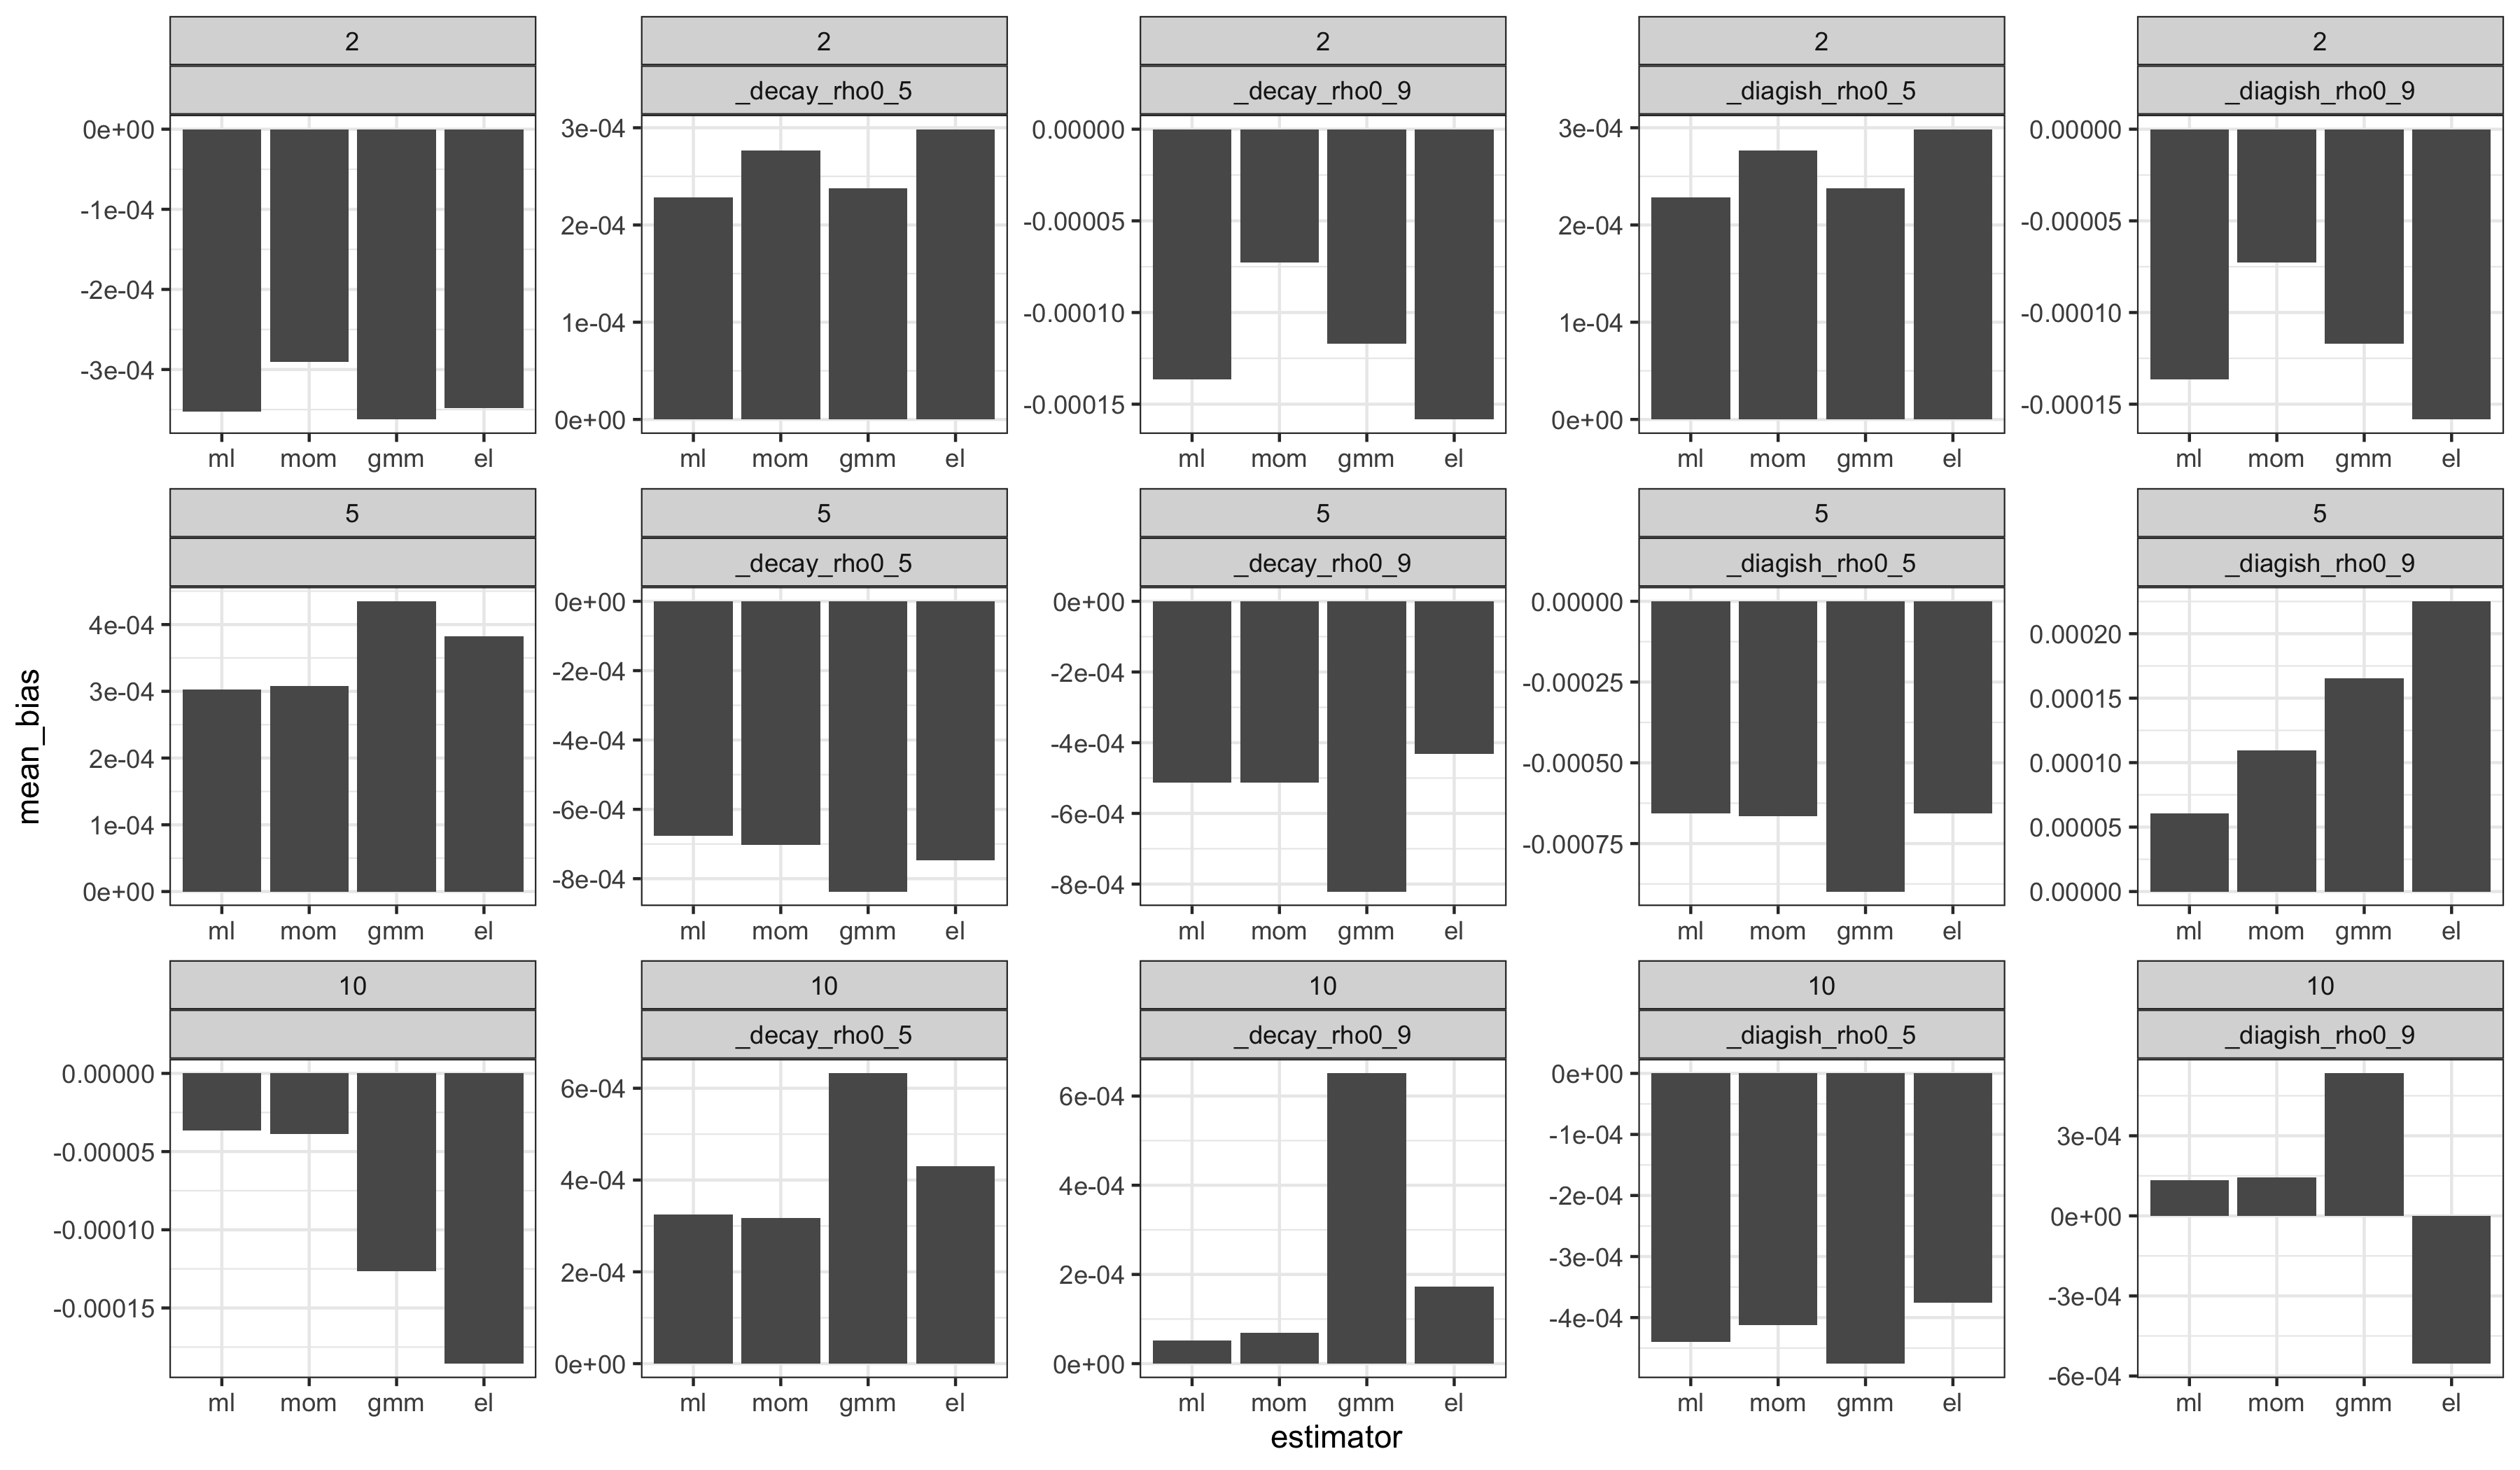 2 2 2 2 2
_decay_rho0_5 _decay_rho0_9 _diagish_rho0_5 _diagish_rho0_9
0e+00 3e-04 0.00000 3e-04 0.00000
-1e-04 2e-04 -0.00005 2e-04 -0.00005
-2e-04 1e-04 -0.00010 1e-04 -0.00010
-3e-04 0e+00 -0.00015 0e+00 -0.00015
ml mom gmm el ml mom gmm el ml mom gmm el ml mom gmm el ml mom gmm el
5 5 5 5 5
_decay_rho0_5 _decay_rho0_9 _diagish_rho0_5 _diagish_rho0_9
4e-04 0e+00 0e+00 0.00000 0.00020
3e-04 -2e-04 -2e-04 -0.00025 0.00015
2e-04 -4e-04 -4e-04 -0.00050 0.00010
1e-04 -6e-04 -6e-04 -0.00075 0.00005
0e+00 -8e-04 -8e-04 0.00000
ml mom gmm el ml mom gmm el ml mom gmm el ml mom gmm el ml mom gmm el
10 10 10 10 10
_decay_rho0_5 _decay_rho0_9 _diagish_rho0_5 _diagish_rho0_9
0.00000 6e-04 6e-04 0e+00 3e-04
-0.00005 4e-04 4e-04 -1e-04 0e+00
-0.00010 2e-04 2e-04 -2e-04 -3e-04
-0.00015 0e+00 0e+00 -3e-04 -6e-04
-4e-04
ml mom gmm el ml mom gmm el ml mom gmm el ml mom gmm el ml mom gmm el
estimator
mean_bias